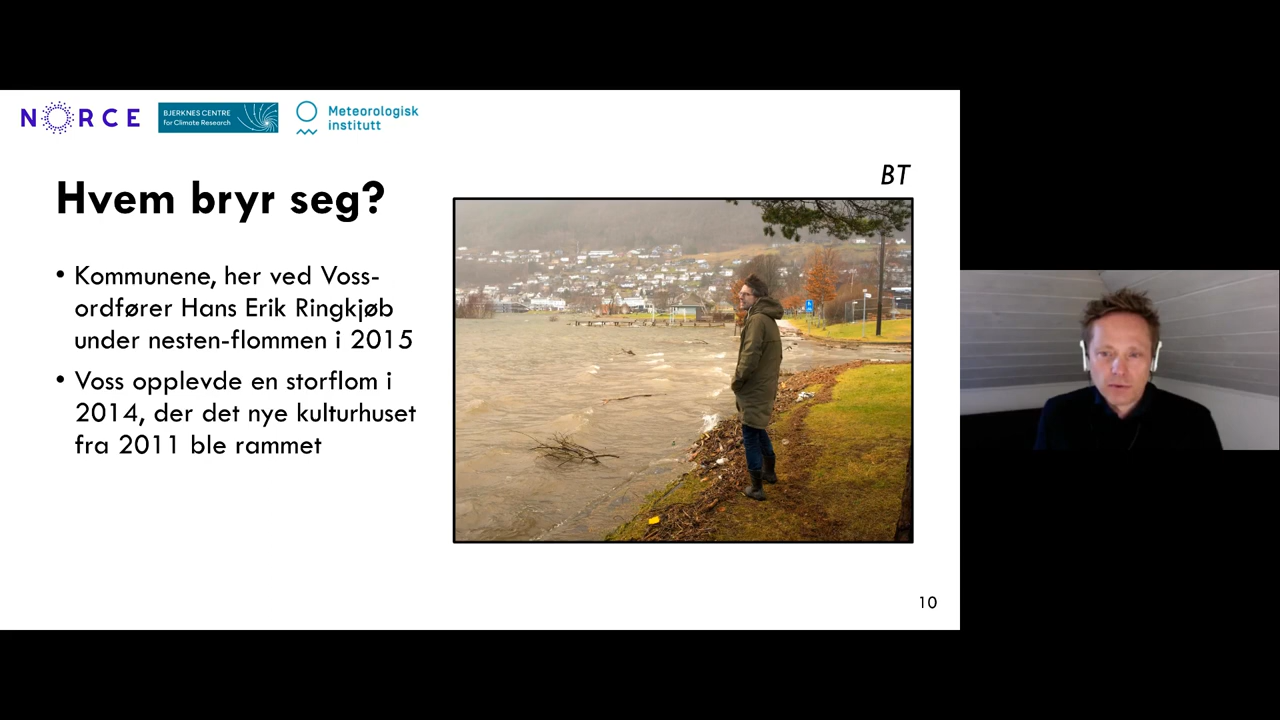 NORCE
BJERKNES CENTRE
for Climate Research
Meteorologisk
institutt
BT
Hvem bryr seg?
• Kommunene, her ved Voss-
ordfører Hans Erik Ringkjøb
under nesten-flommen i 2015
• Voss opplevde en storflom i
2014, der det nye kulturhuset
fra 2011 ble rammet
10